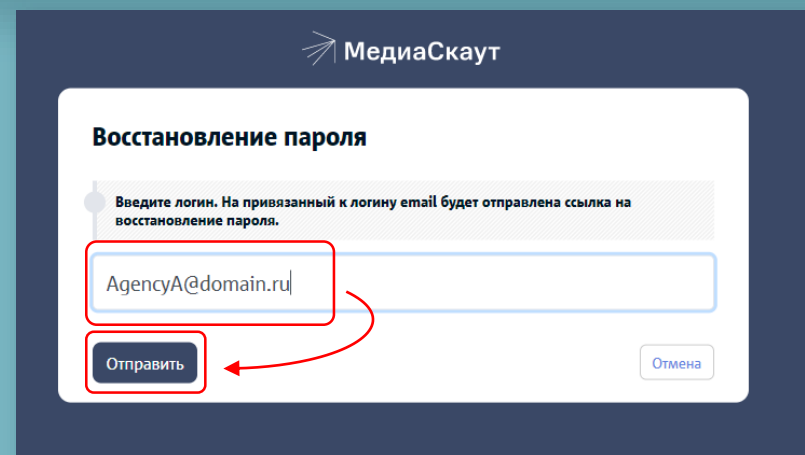 МедиаСкаут
Восстановление пароля
Введите логин. На привязанный к логину email будет отправлена ссылка на
восстановление пароля.
AgencyA@domain.ru
Отправить
Отмена